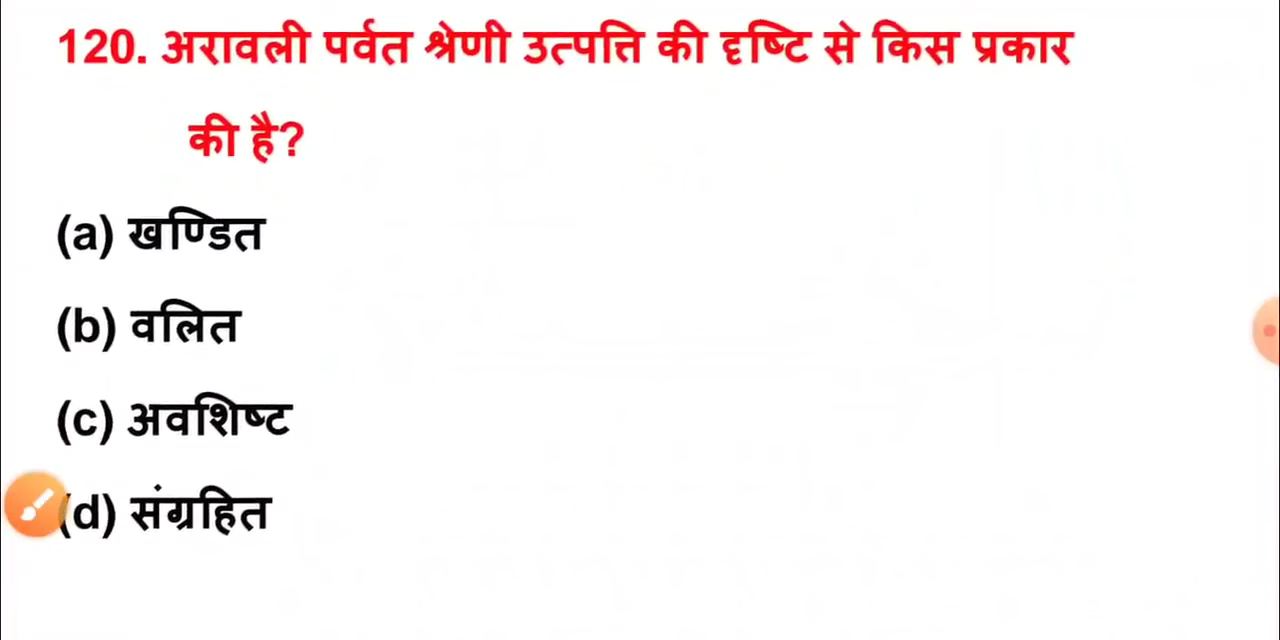 120. अरावली पर्वत श्रेणी उत्पत्ति की दृष्टि से किस प्रकार
की है?
(a) खण्डित
(b) वलित
(c) अवशिष्ट
(d) संग्रहित